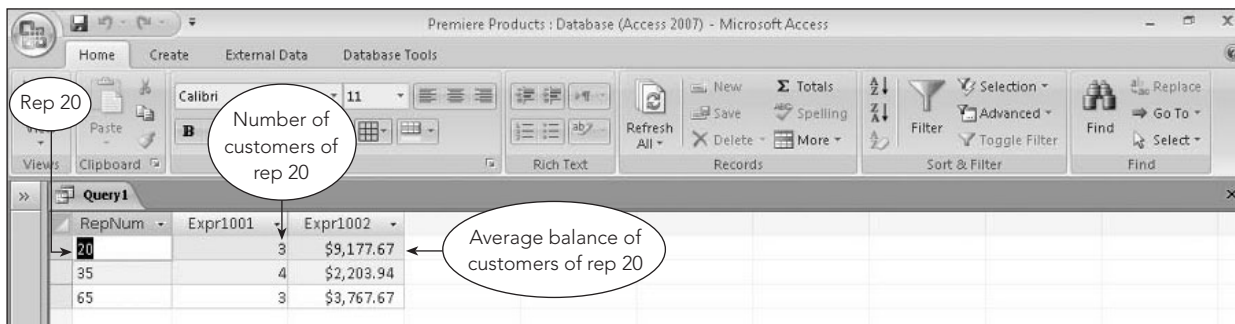 Premiere Products : Database (Access 2007) - Microsoft Access
Home Create External Data Database Tools
Rep 20
Paste
Calibri 11
B
Number of
customers of
rep 20
Refresh
All
New
Save
Delete
Σ Totals
Spelling
More
Filter
Selection
Advanced
Toggle Filter
Find
Replace
Go To
Select
Views Clipboard Rich Text Records Sort & Filter Find
» Query1
RepNum Expr1001 Expr1002
20 3 $9,177.67
35 4 $2,203.94
65 3 $3,767.67
Average balance of
customers of rep 20